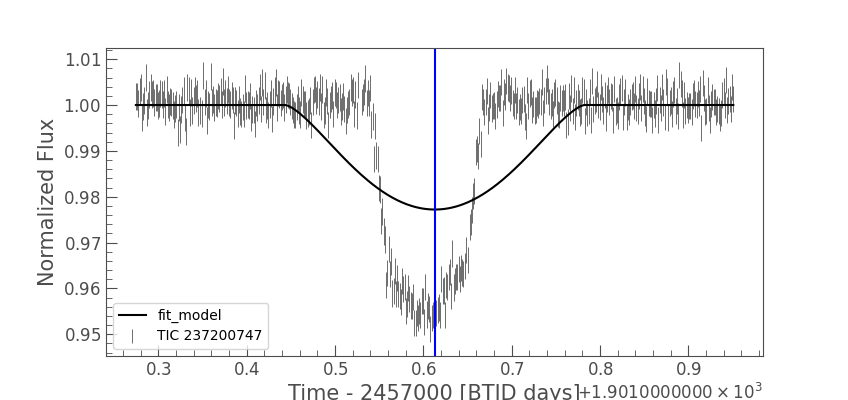 1.01
1.00
0.99
0.98
0.97
0.96
0.95
Normalized Flux
fit_model
TIC 237200747
0.3 0.4 0.5 0.6 0.7 0.8 0.9
Time - 2457000 [BTJD days]
+1.9010000000 × 10³